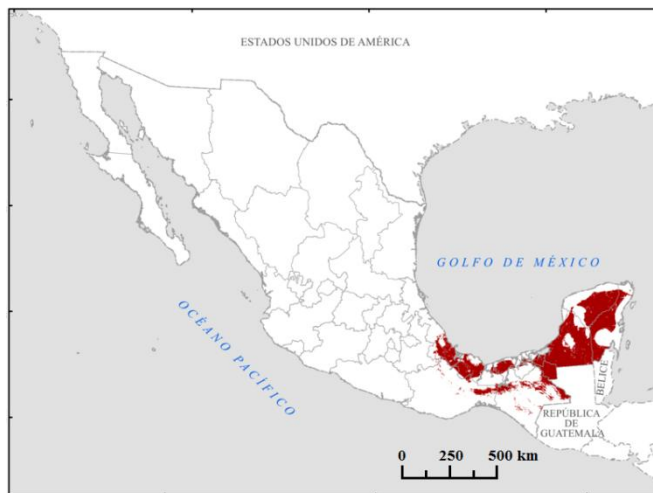 ESTADOS UNIDOS DE AMÉRICA
GOLFO DE MÉXICO
OCÉANO PACÍFICO
BELICE
REPÚBLICA
DE
GUATEMALA
0 250 500 km